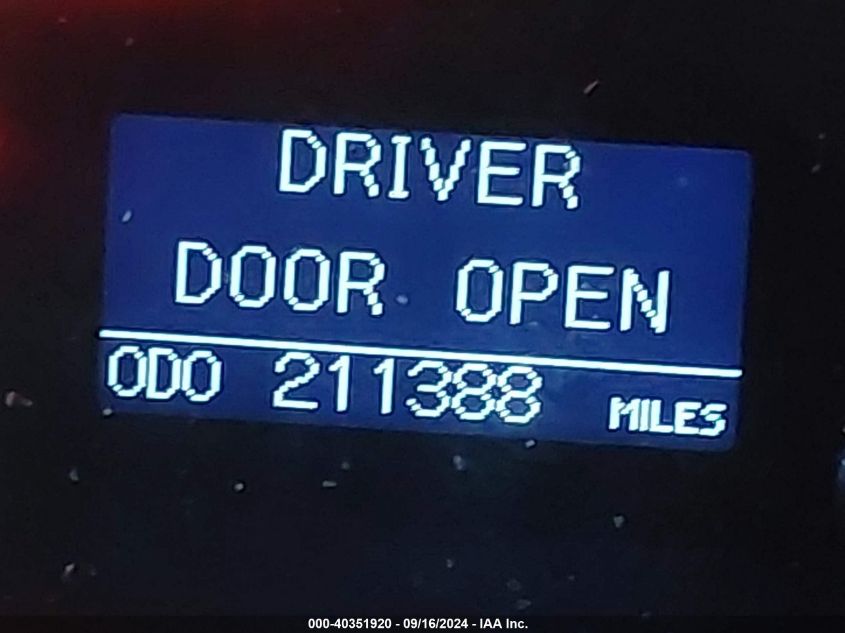 DRIVER
DOOR OPEN
ODO 211388 MILES
000-40351920 - 09/16/2024 - IAA Inc.